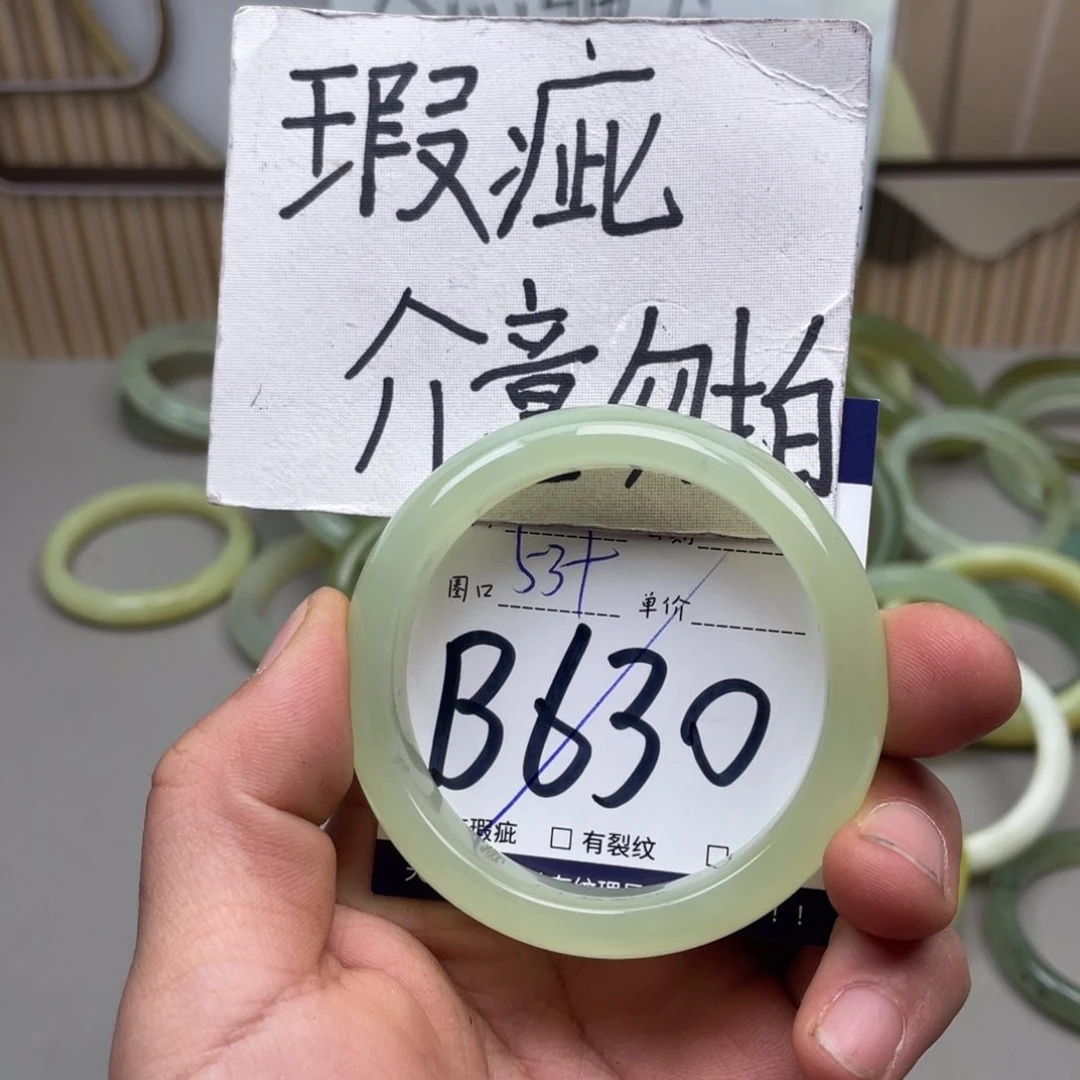 瑕疵
介意勿拍
圈口 53+ 单价
B630
瑕疵 □ 有裂纹 □
！！